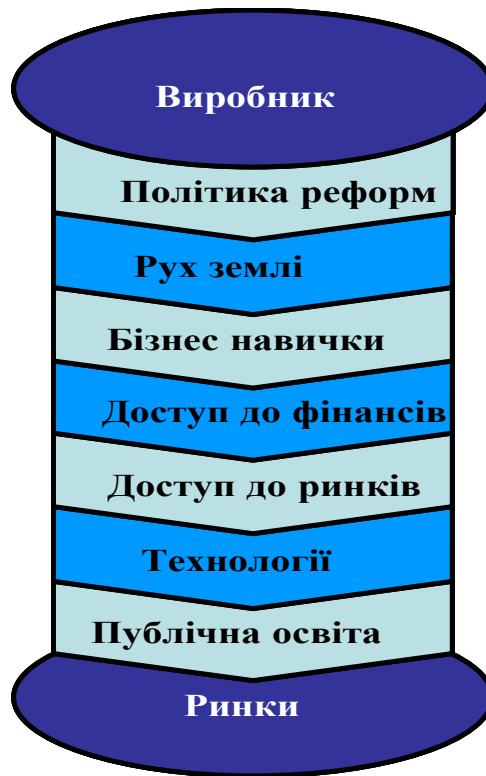 Виробник
Політика реформ
Рух землі
Бізнес навички
Доступ до фінансів
Доступ до ринків
Технології
Публічна освіта
Ринки